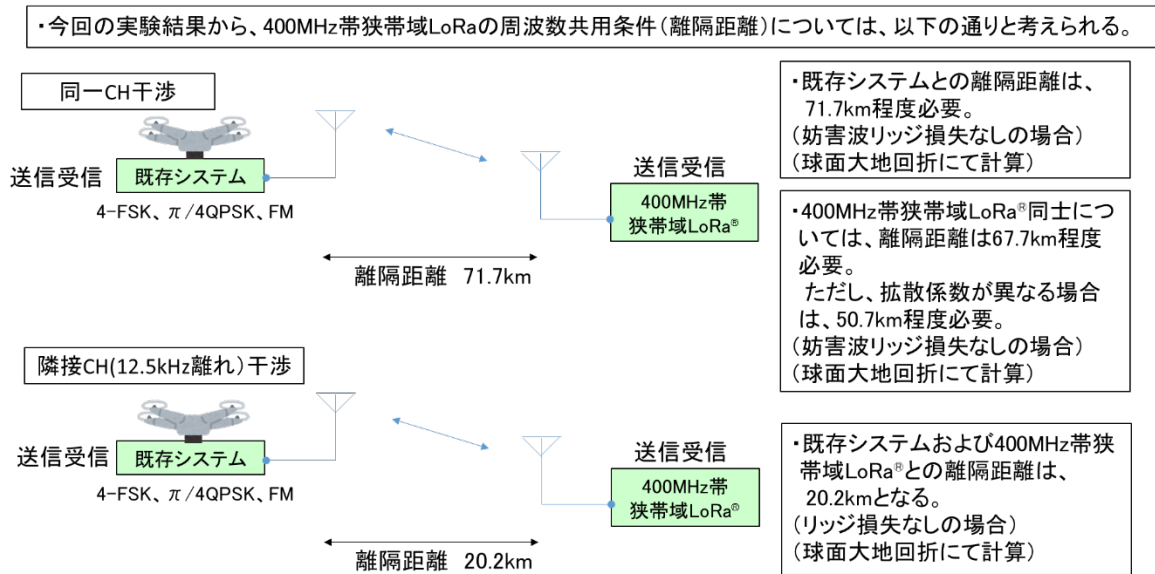 ・今回の実験結果から、400MHz帯狭帯域LoRaの周波数共用条件(離隔距離)については、以下の通りと考えられる。
同一CH干渉
送信受信
既存システム
4-FSK、π/4QPSK、FM
送信受信
400MHz帯
狭帯域LoRa®
離隔距離 71.7km
・既存システムとの離隔距離は、
71.7km程度必要。
(妨害波リッジ損失なしの場合)
(球面大地回折にて計算)
・400MHz帯狭帯域LoRa®同士につ
いては、離隔距離は67.7km程度
必要。
ただし、拡散係数が異なる場合
は、50.7km程度必要。
(妨害波リッジ損失なしの場合)
(球面大地回折にて計算)
隣接CH(12.5kHz離れ)干渉
送信受信
既存システム
4-FSK、π/4QPSK、FM
送信受信
400MHz帯
狭帯域LoRa®
離隔距離 20.2km
・既存システムおよび400MHz帯狭
帯域LoRa®との離隔距離は、
20.2kmとなる。
(リッジ損失なしの場合)
(球面大地回折にて計算)